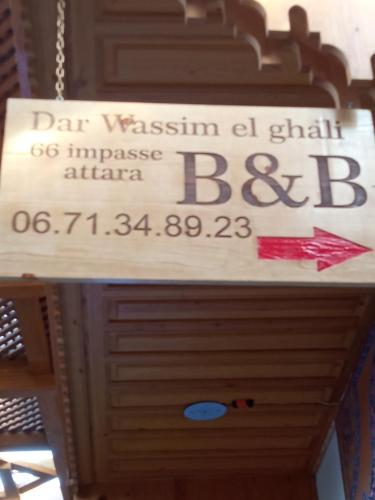 Dar Wassim el ghali
66 impasse
attara
B&B
06.71.34.89.23